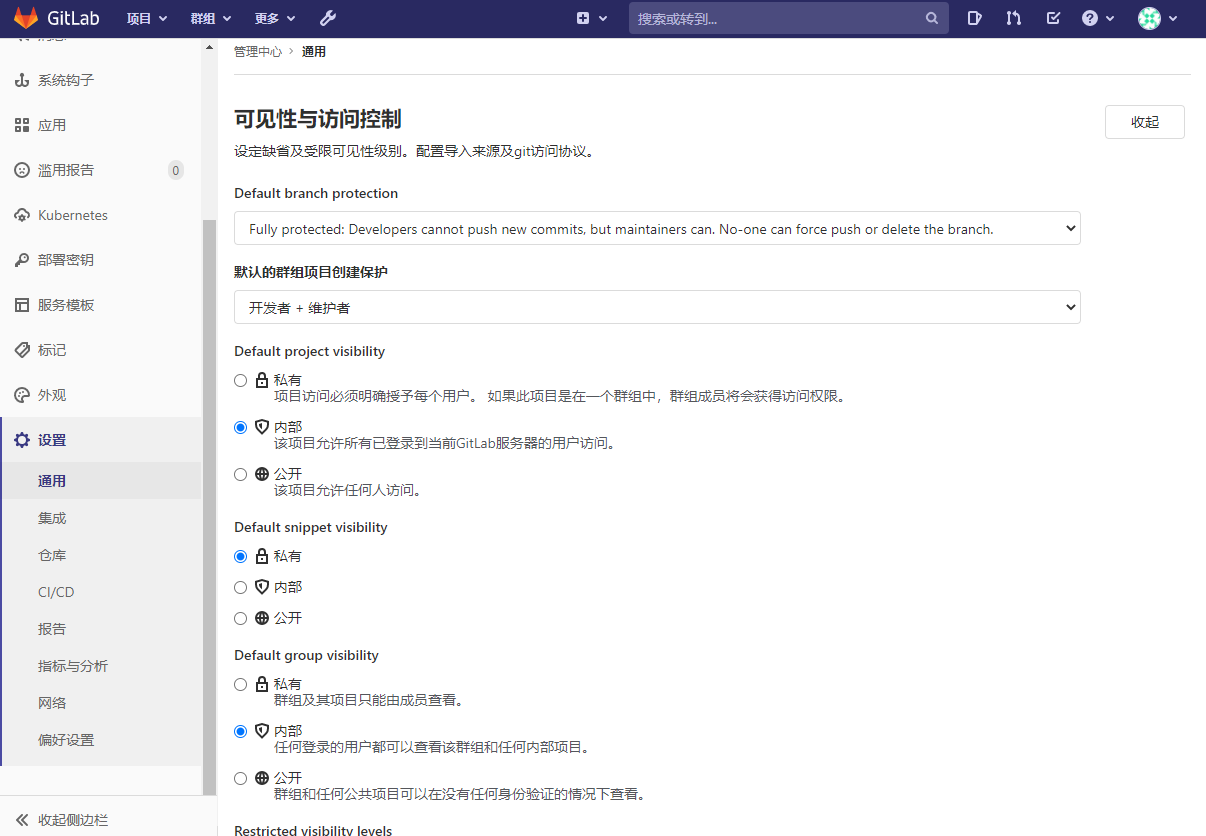 GitLab 项目 群组 更多 搜索或转到...
管理中心 › 通用
系统钩子
应用
滥用报告 0
Kubernetes
部署密钥
服务模板
标记
外观
设置
通用
集成
仓库
CI/CD
报告
指标与分析
网络
偏好设置
收起侧边栏
可见性与访问控制
收起
设定缺省及受限可见性级别。配置导入来源及git访问协议。
Default branch protection
Fully protected: Developers cannot push new commits, but maintainers can. No-one can force push or delete the branch.
默认的群组项目创建保护
开发者 + 维护者
Default project visibility
私有
项目访问必须明确授予每个用户。 如果此项目是在一个群组中，群组成员将会获得访问权限。
内部
该项目允许所有已登录到当前GitLab服务器的用户访问。
公开
该项目允许任何人访问。
Default snippet visibility
私有
内部
公开
Default group visibility
私有
群组及其项目只能由成员查看。
内部
任何登录的用户都可以查看该群组和任何内部项目。
公开
群组和任何公共项目可以在没有任何身份验证的情况下查看。
Restricted visibility levels